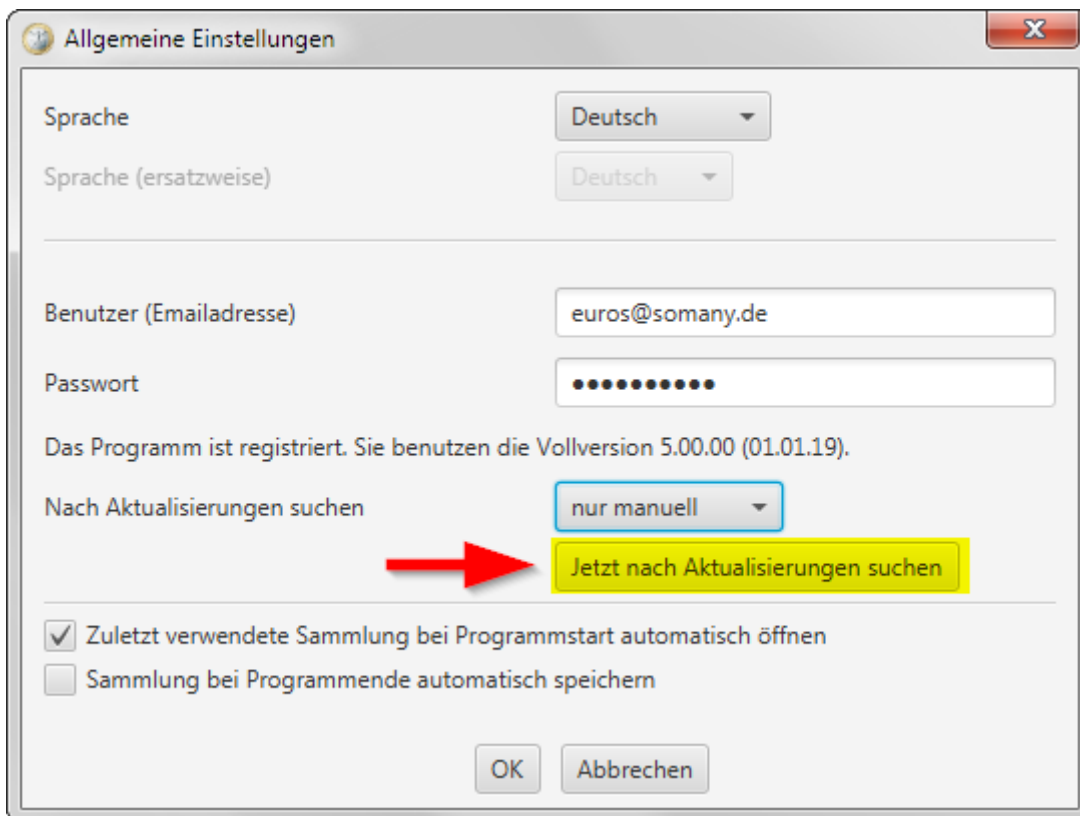 Allgemeine Einstellungen
Sprache Deutsch
Sprache (ersatzweise) Deutsch
Benutzer (Emailadresse) euros@somany.de
Passwort ●●●●●●●●●●
Das Programm ist registriert. Sie benutzen die Vollversion 5.00.00 (01.01.19).
Nach Aktualisierungen suchen nur manuell
Jetzt nach Aktualisierungen suchen
Zuletzt verwendete Sammlung bei Programmstart automatisch öffnen
Sammlung bei Programmende automatisch speichern
OK Abbrechen